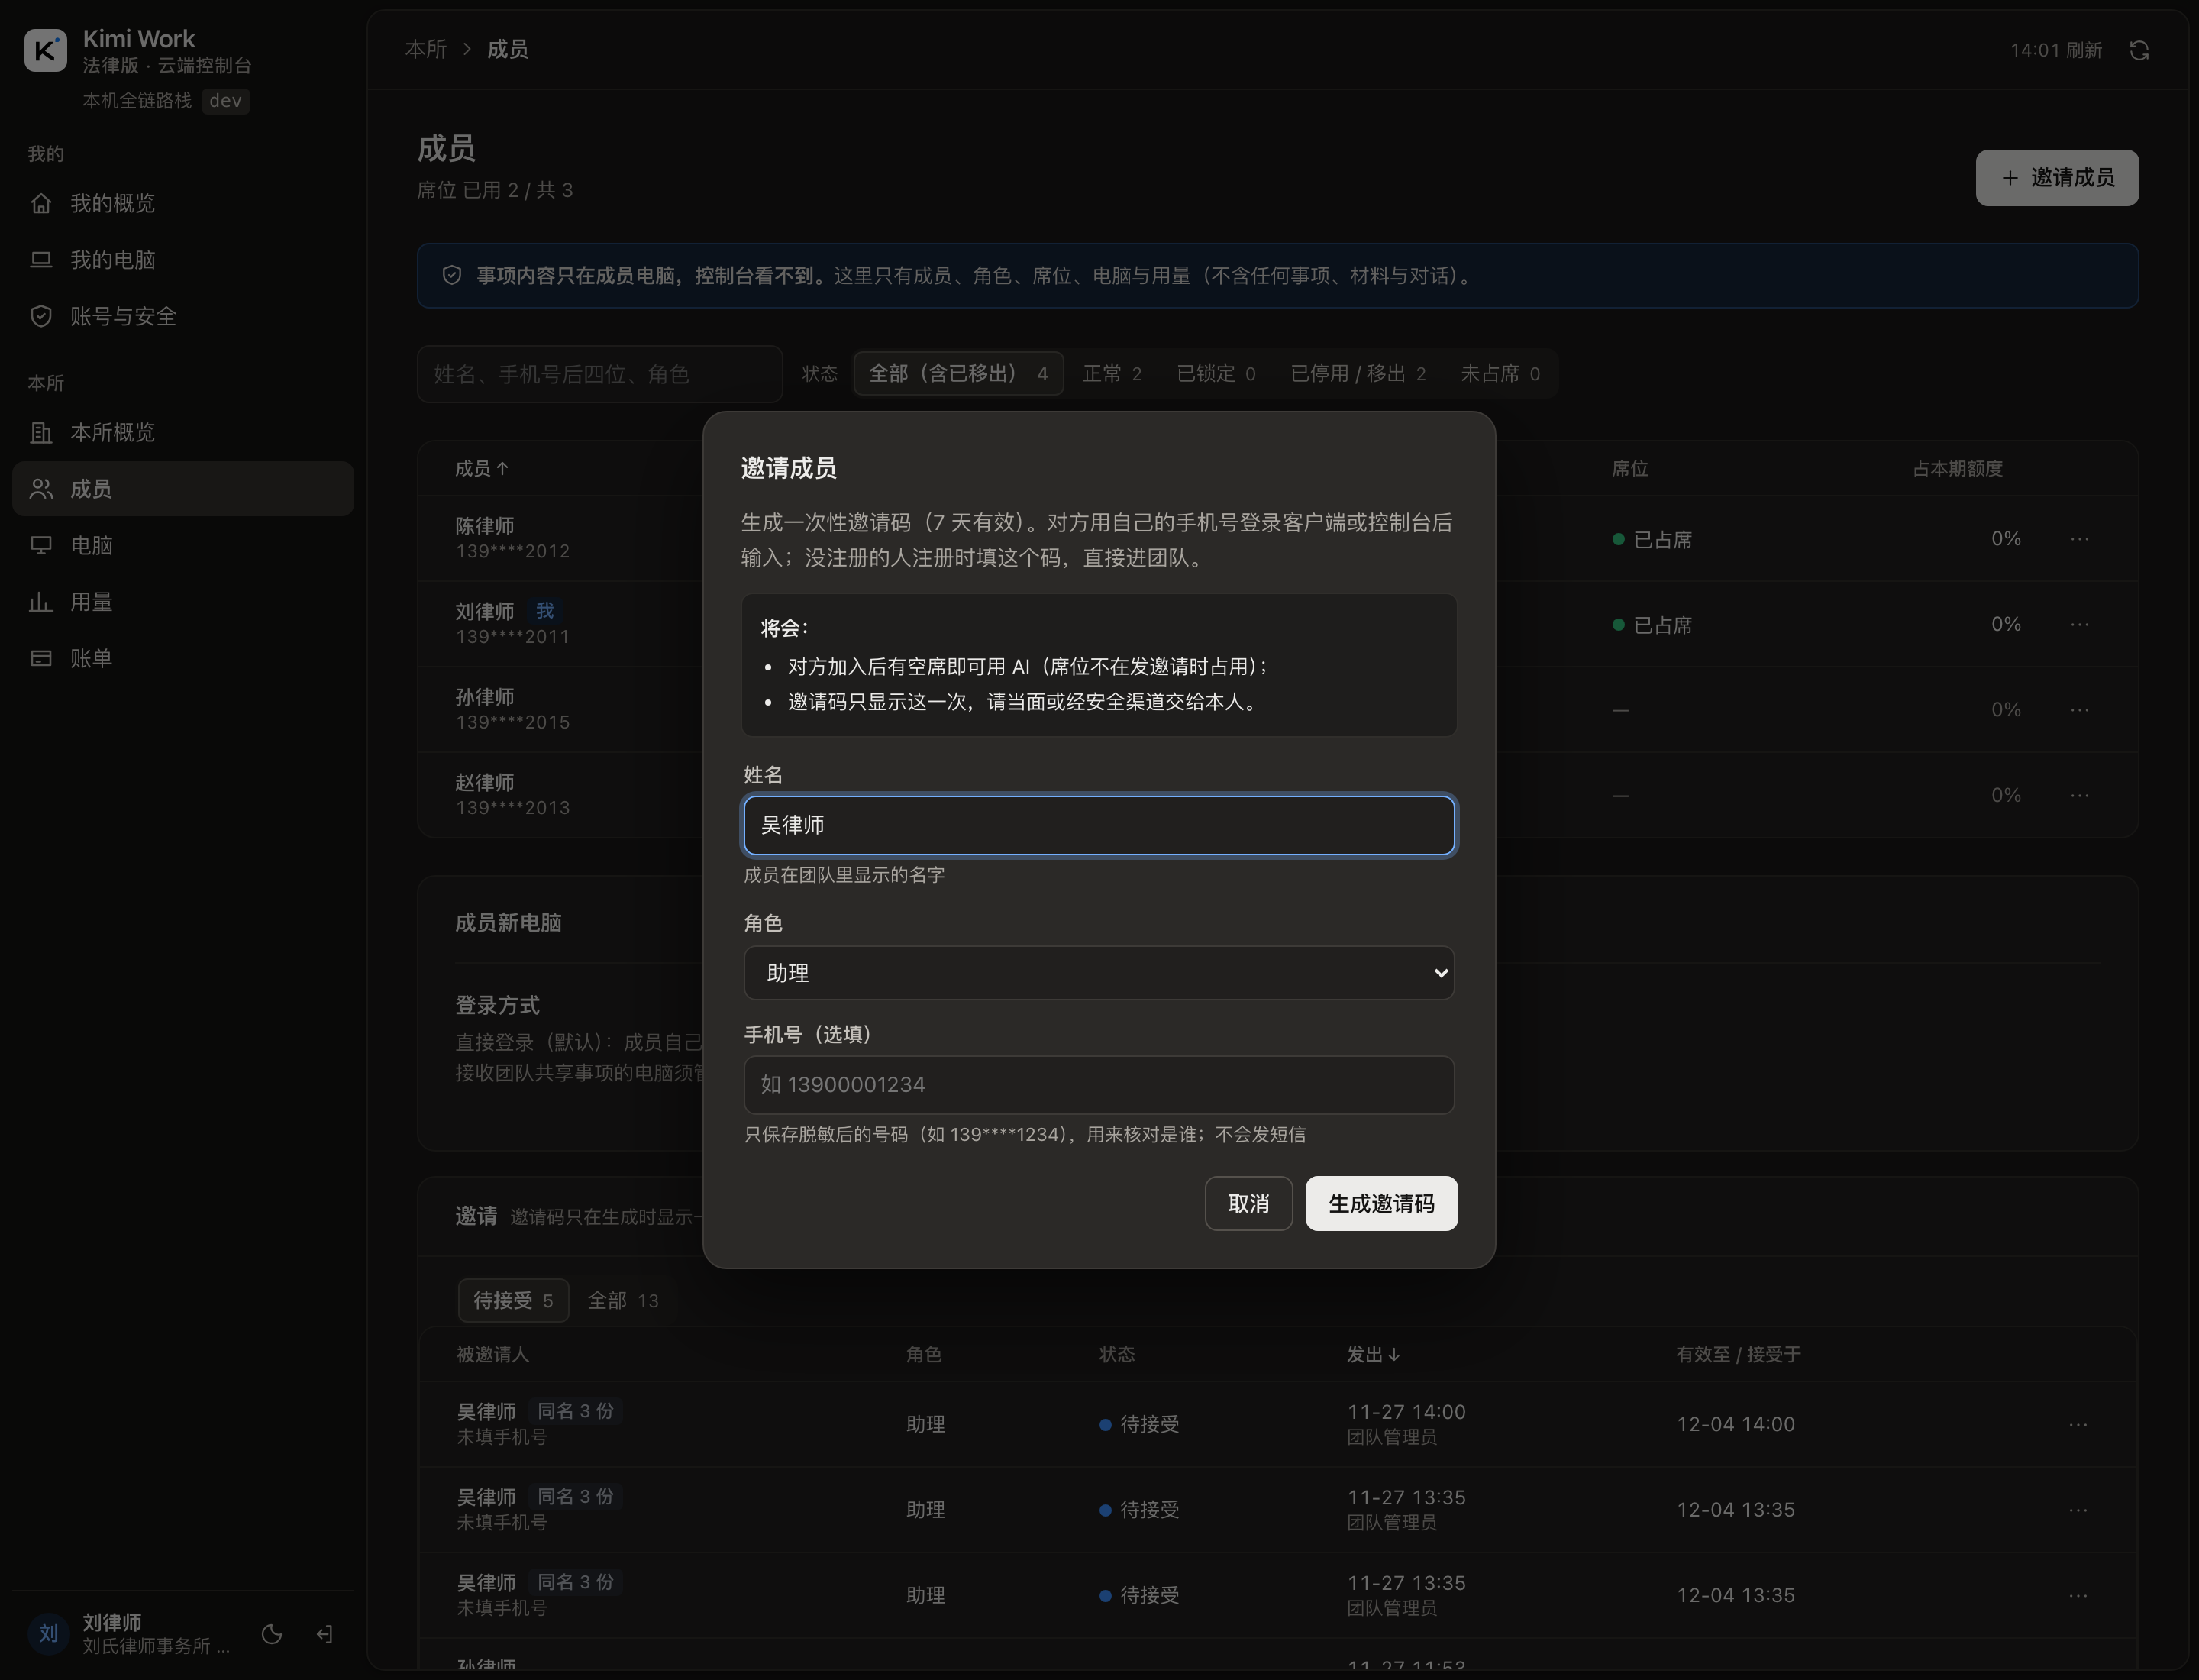 Kimi Work
法律版 · 云端控制台
本机全链路栈 dev
我的
我的概览
我的电脑
账号与安全
本所
本所概览
成员
电脑
用量
账单
刘
刘律师
刘氏律师事务所 ...
本所 > 成员
14:01 刷新
成员
席位 已用 2 / 共 3
+ 邀请成员
事项内容只在成员电脑，控制台看不到。这里只有成员、角色、席位、电脑与用量（不含任何事项、材料与对话）。
姓名、手机号后四位、角色
状态 全部（含已移出） 4 正常 2 已锁定 0 已停用 / 移出 2 未占席 0
成员 ↑ 席位 占本期额度
陈律师
139****2012
已占席 0% ···
刘律师 我
139****2011
已占席 0% ···
孙律师
139****2015
— 0% ···
赵律师
139****2013
— 0% ···
成员新电脑
登录方式
直接登录（默认）：成员自己
接收团队共享事项的电脑须
邀请 邀请码只在生成时显示一
待接受 5 全部 13
被邀请人 角色 状态 发出 ↓ 有效至 / 接受于
吴律师 同名 3 份
未填手机号
助理 待接受
11-27 14:00
团队管理员
12-04 14:00 ···
吴律师 同名 3 份
未填手机号
助理 待接受
11-27 13:35
团队管理员
12-04 13:35 ···
吴律师 同名 3 份
未填手机号
助理 待接受
11-27 13:35
团队管理员
12-04 13:35 ···
孙律师
11-27 11:53
邀请成员
生成一次性邀请码（7 天有效）。对方用自己的手机号登录客户端或控制台后
输入；没注册的人注册时填这个码，直接进团队。
将会：
• 对方加入后有空席即可用 AI（席位不在发邀请时占用）；
• 邀请码只显示这一次，请当面或经安全渠道交给本人。
姓名
吴律师
成员在团队里显示的名字
角色
助理
手机号（选填）
如 13900001234
只保存脱敏后的号码（如 139****1234），用来核对是谁；不会发短信
取消
生成邀请码